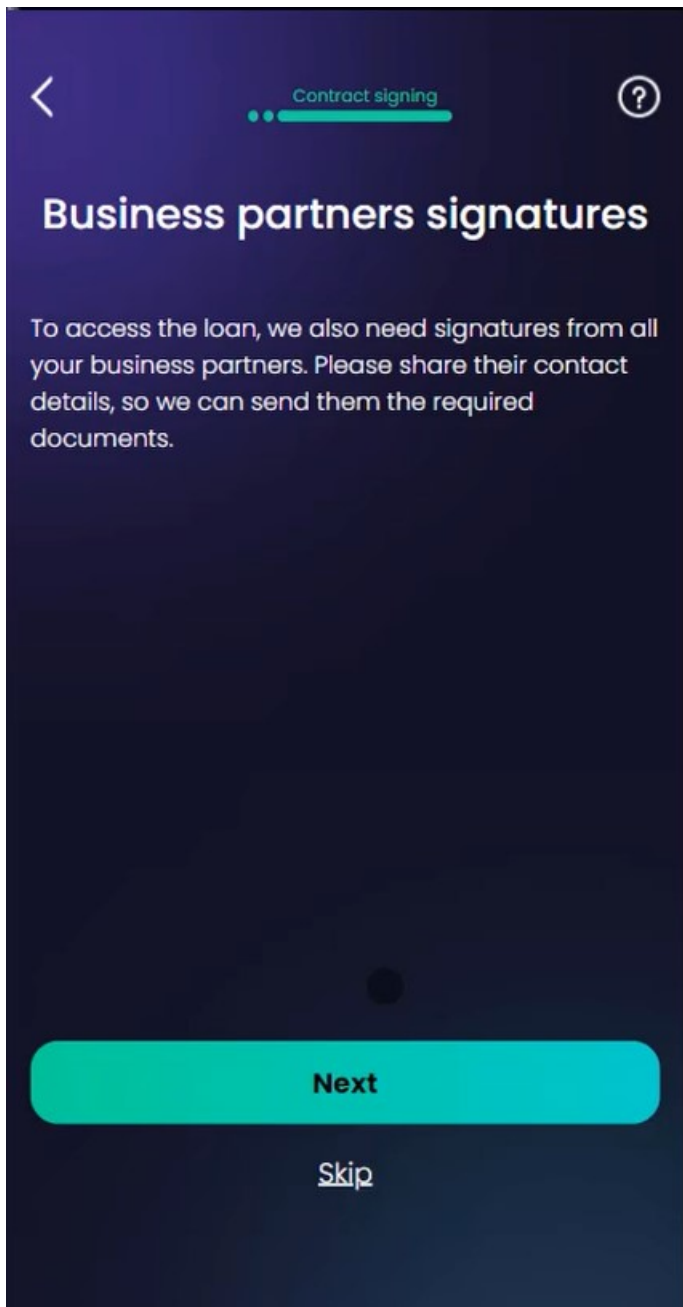 Contract signing
?
Business partners signatures
To access the loan, we also need signatures from all
your business partners. Please share their contact
details, so we can send them the required
documents.
Next
Skip